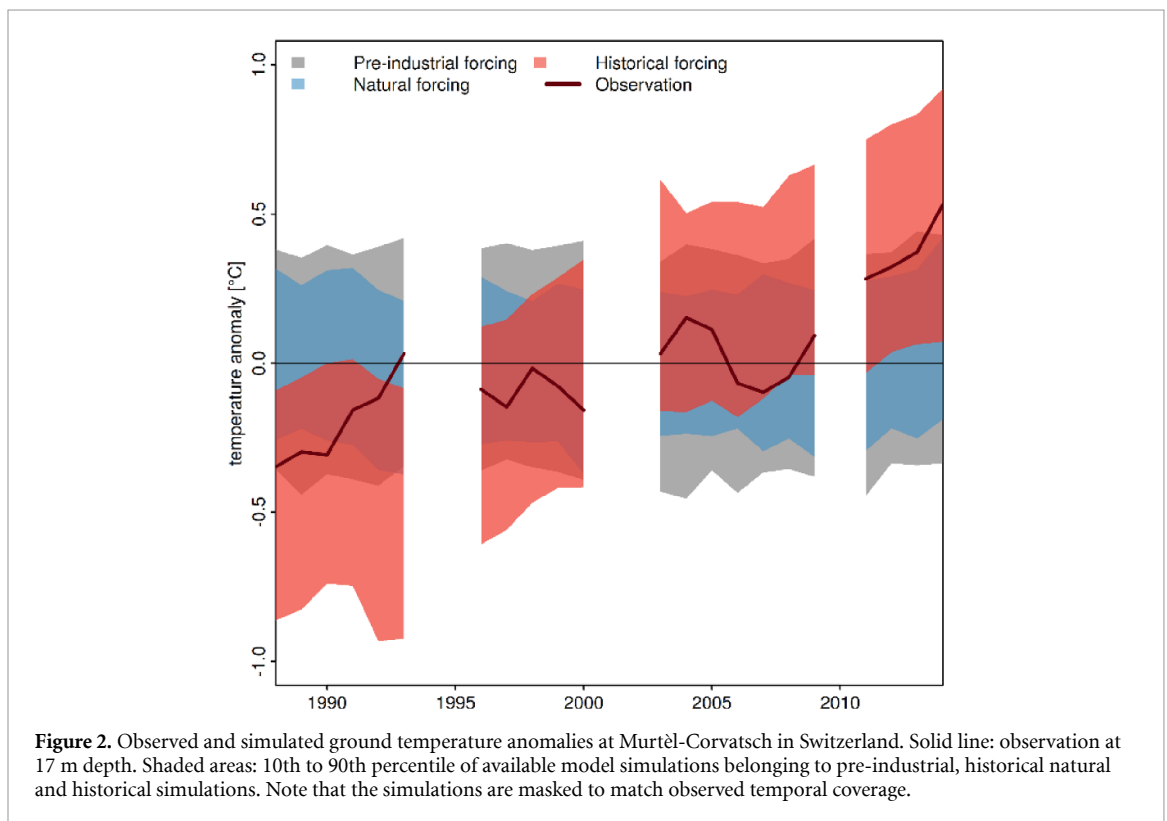 1.0
0.5
0.0
-0.5
-1.0
temperature anomaly [°C]
Pre-industrial forcing
Historical forcing
Natural forcing
Observation
1990
1995
2000
2005
2010
Figure 2. Observed and simulated ground temperature anomalies at Murtèl-Corvatsch in Switzerland. Solid line: observation at
17 m depth. Shaded areas: 10th to 90th percentile of available model simulations belonging to pre-industrial, historical natural
and historical simulations. Note that the simulations are masked to match observed temporal coverage.